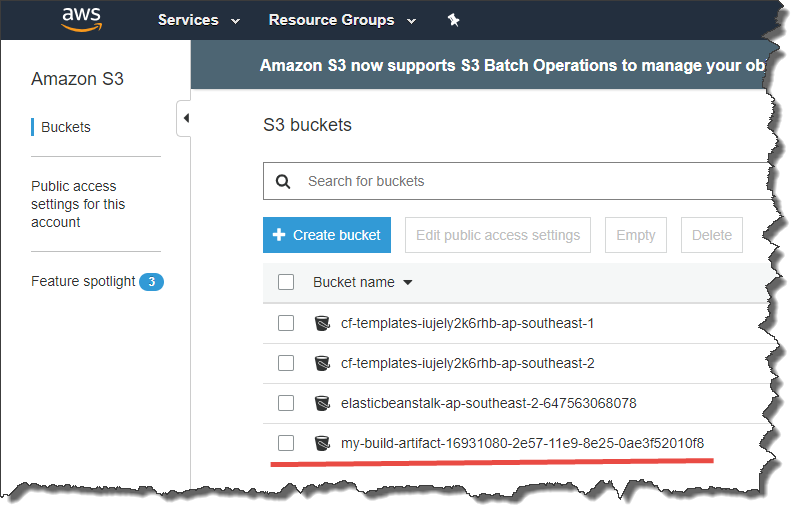 aws Services Resource Groups
Amazon S3 now supports S3 Batch Operations to manage your ob
Amazon S3
Buckets
Public access
settings for this
account
Feature spotlight 3
S3 buckets
Search for buckets
Create bucket Edit public access settings Empty Delete
Bucket name
cf-templates-iujely2k6rhb-ap-southeast-1
cf-templates-iujely2k6rhb-ap-southeast-2
elasticbeanstalk-ap-southeast-2-647563068078
my-build-artifact-16931080-2e57-11e9-8e25-0ae3f52010f8